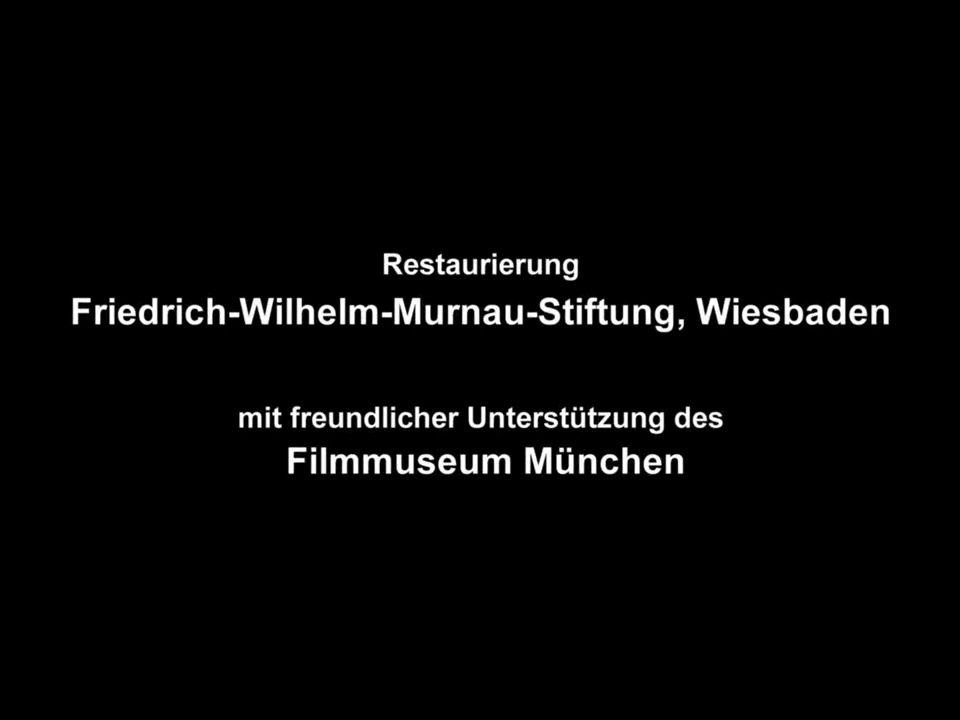 Restaurierung
Friedrich-Wilhelm-Murnau-Stiftung, Wiesbaden
mit freundlicher Unterstützung des
Filmmuseum München